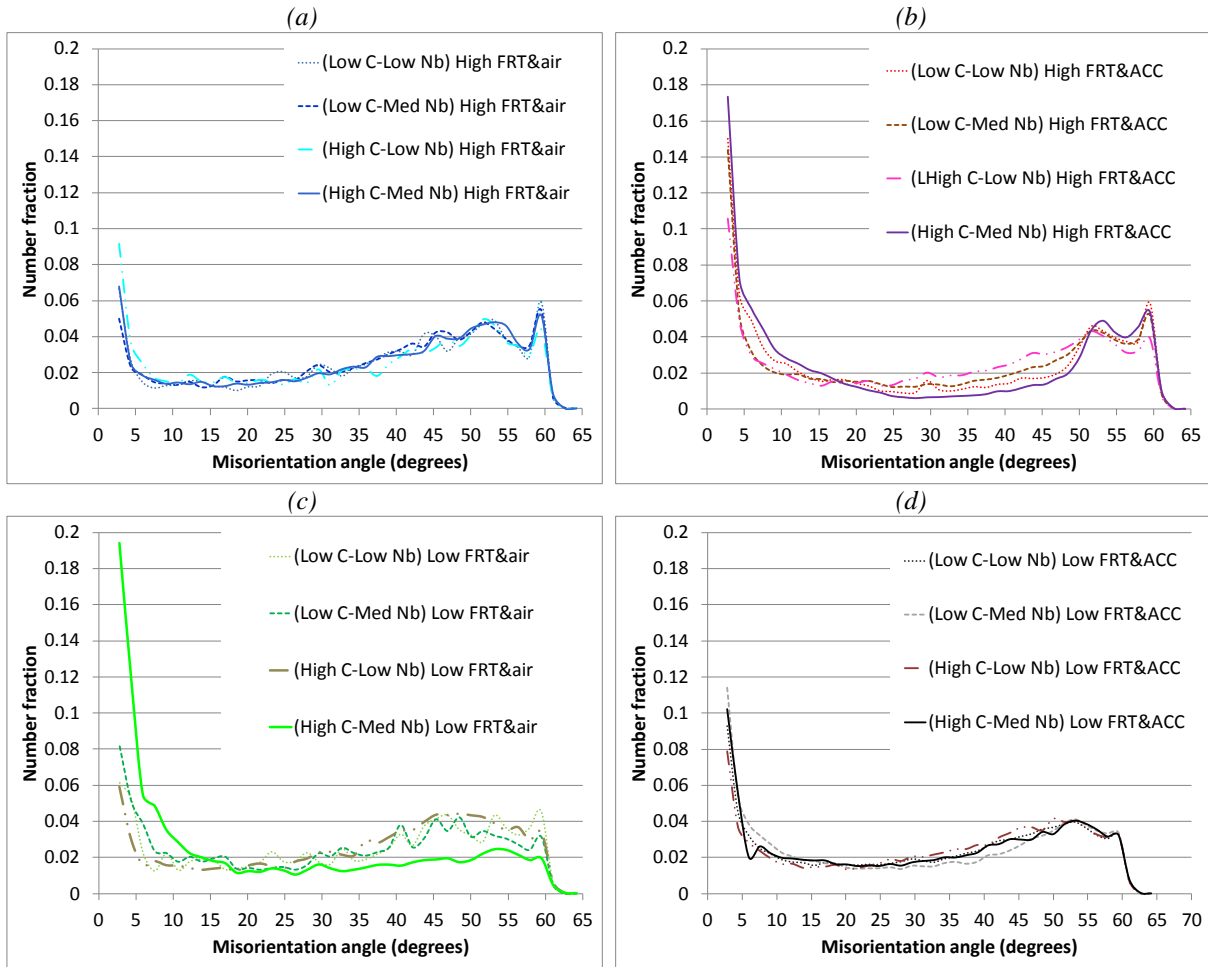 (a)
0.2
0.18
0.16
0.14
0.12
0.1
0.08
0.06
0.04
0.02
0
Number fraction
(Low C-Low Nb) High FRT&air
(Low C-Med Nb) High FRT&air
(High C-Low Nb) High FRT&air
(High C-Med Nb) High FRT&air
0 5 10 15 20 25 30 35 40 45 50 55 60 65
Misorientation angle (degrees)
(b)
0.2
0.18
0.16
0.14
0.12
0.1
0.08
0.06
0.04
0.02
0
Number fraction
(Low C-Low Nb) High FRT&ACC
(Low C-Med Nb) High FRT&ACC
(LHigh C-Low Nb) High FRT&ACC
(High C-Med Nb) High FRT&ACC
0 5 10 15 20 25 30 35 40 45 50 55 60 65
Misorientation angle (degrees)
(c)
0.2
0.18
0.16
0.14
0.12
0.1
0.08
0.06
0.04
0.02
0
Number fraction
(Low C-Low Nb) Low FRT&air
(Low C-Med Nb) Low FRT&air
(High C-Low Nb) Low FRT&air
(High C-Med Nb) Low FRT&air
0 5 10 15 20 25 30 35 40 45 50 55 60 65
Misorientation angle (degrees)
(d)
0.2
0.18
0.16
0.14
0.12
0.1
0.08
0.06
0.04
0.02
0
Number fraction
(Low C-Low Nb) Low FRT&ACC
(Low C-Med Nb) Low FRT&ACC
(High C-Low Nb) Low FRT&ACC
(High C-Med Nb) Low FRT&ACC
0 5 10 15 20 25 30 35 40 45 50 55 60 65 70
Misorientation angle (degrees)